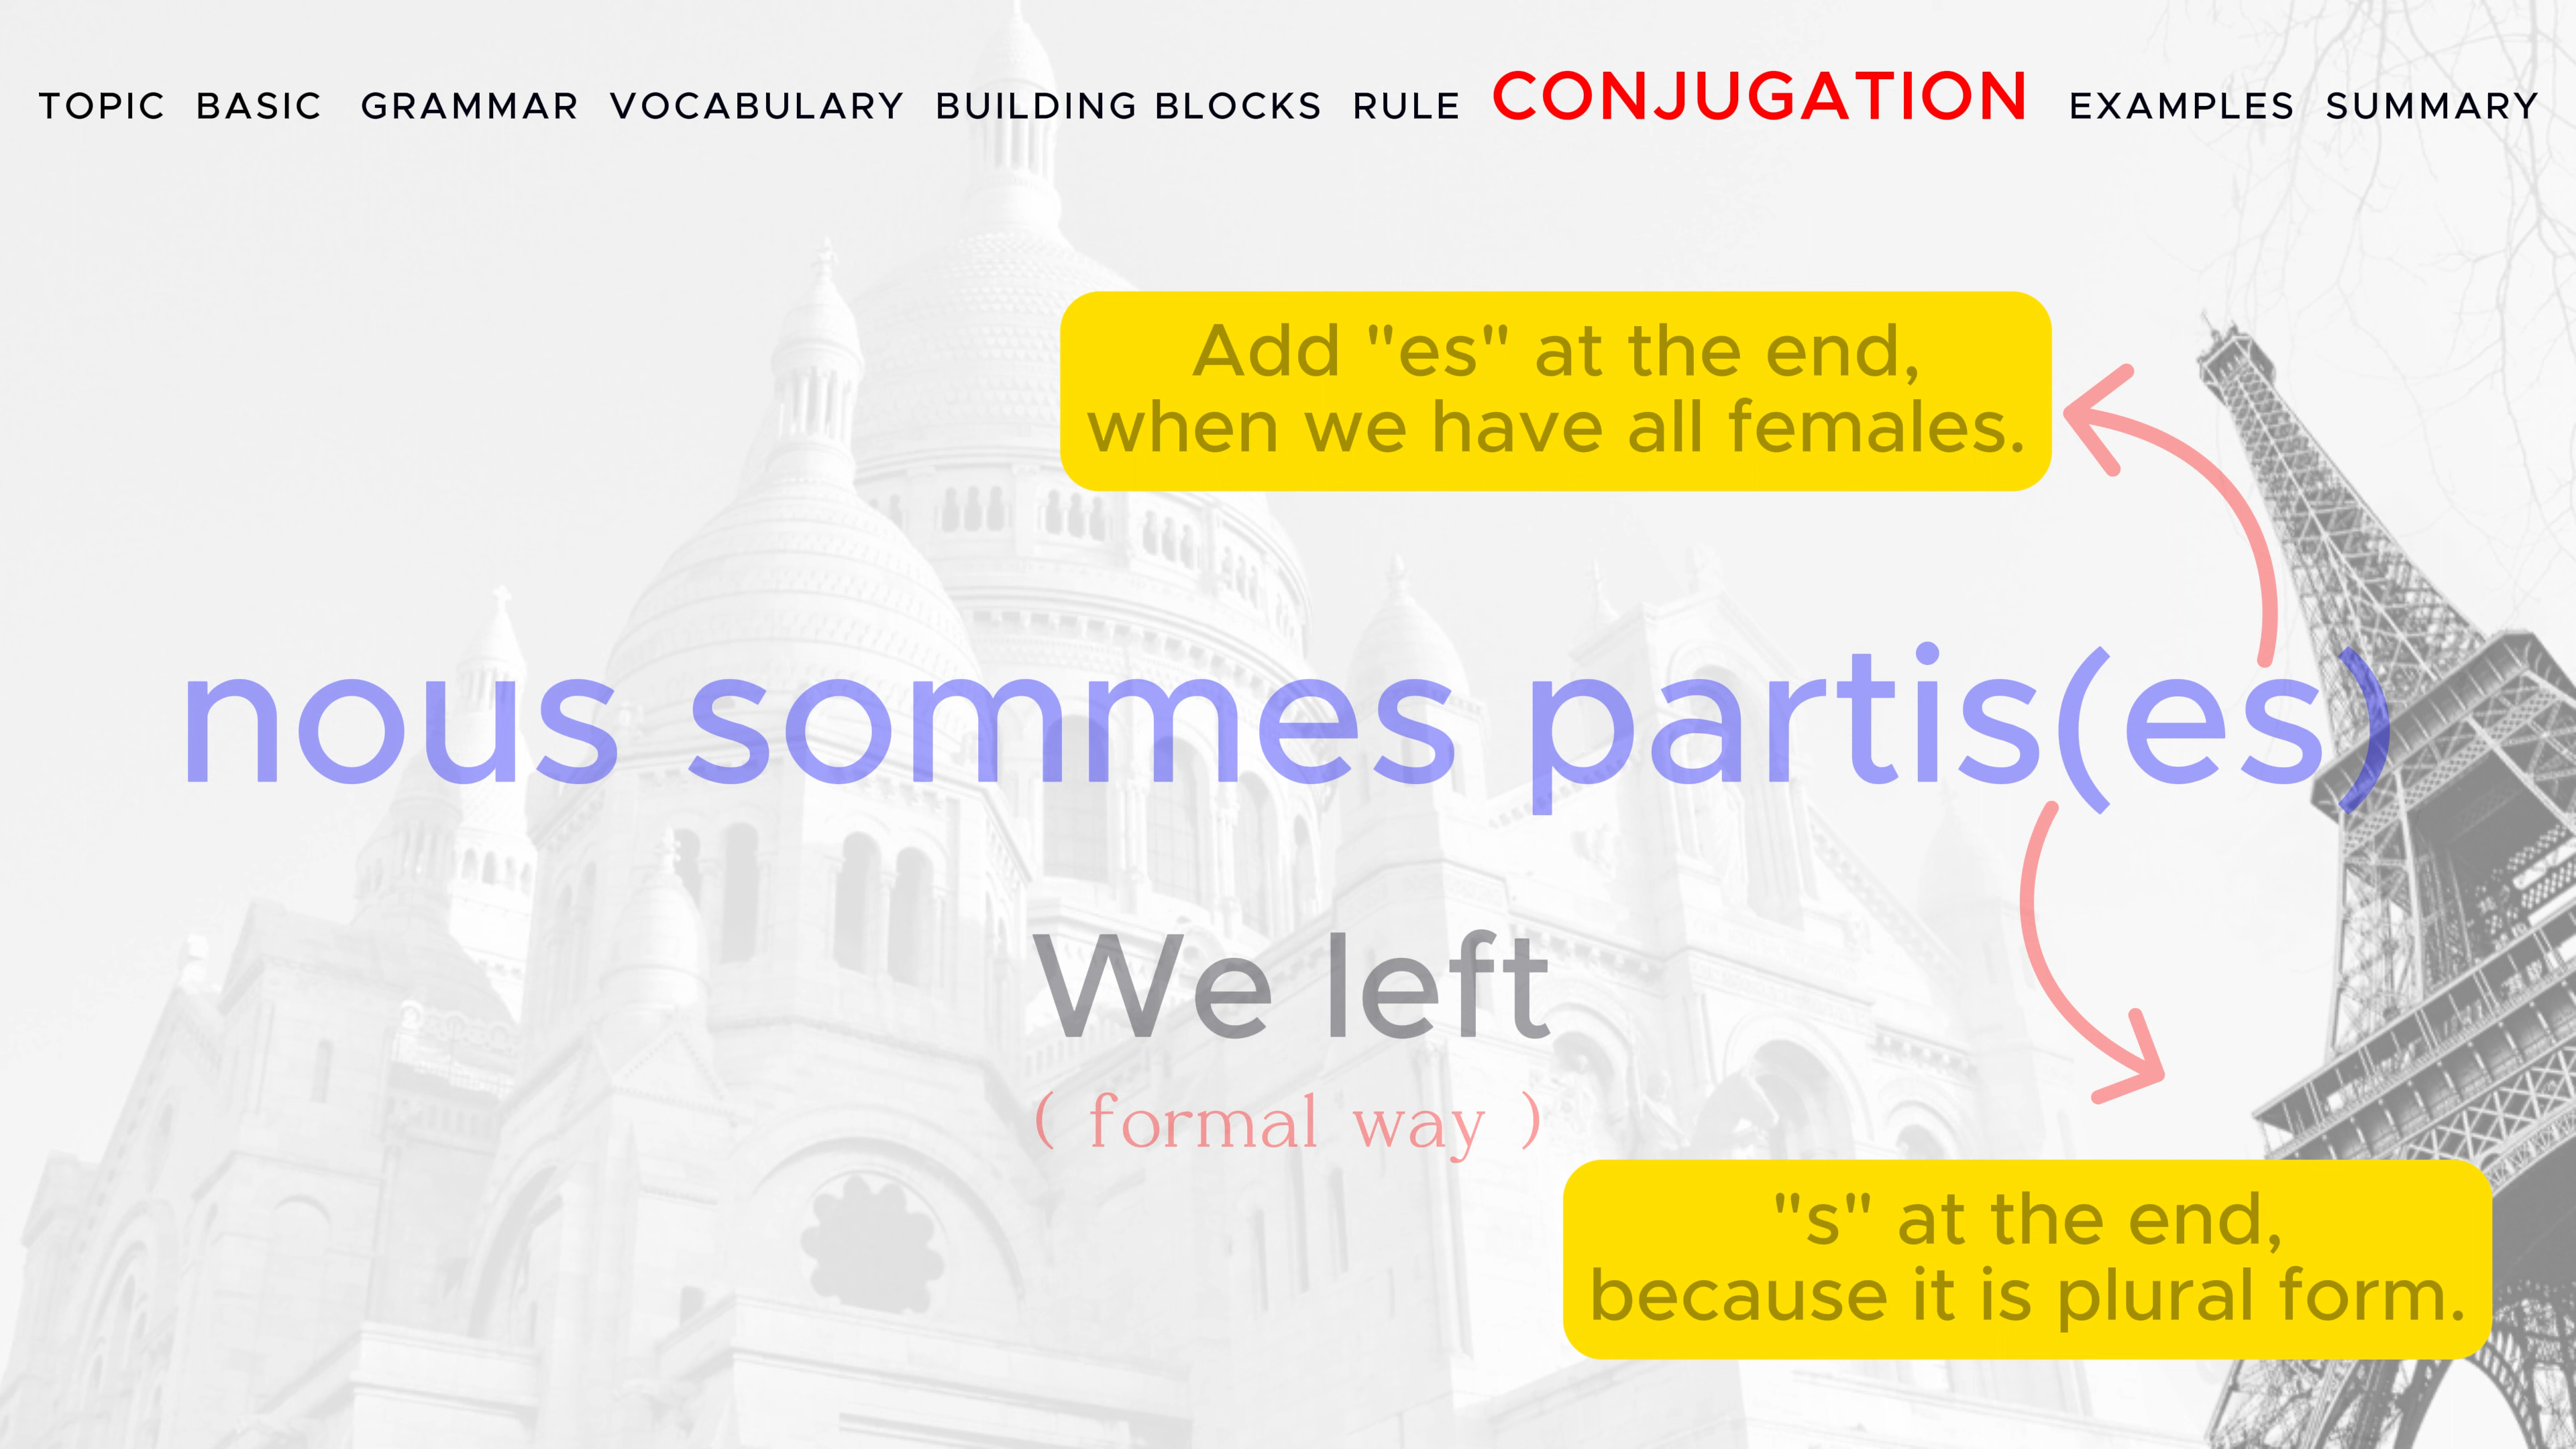 TOPIC BASIC GRAMMAR VOCABULARY BUILDING BLOCKS RULE CONJUGATION EXAMPLES SUMMARY
Add "es" at the end,
when we have all females.
nous sommes partis(es)
We left
( formal way )
"s" at the end,
because it is plural form.